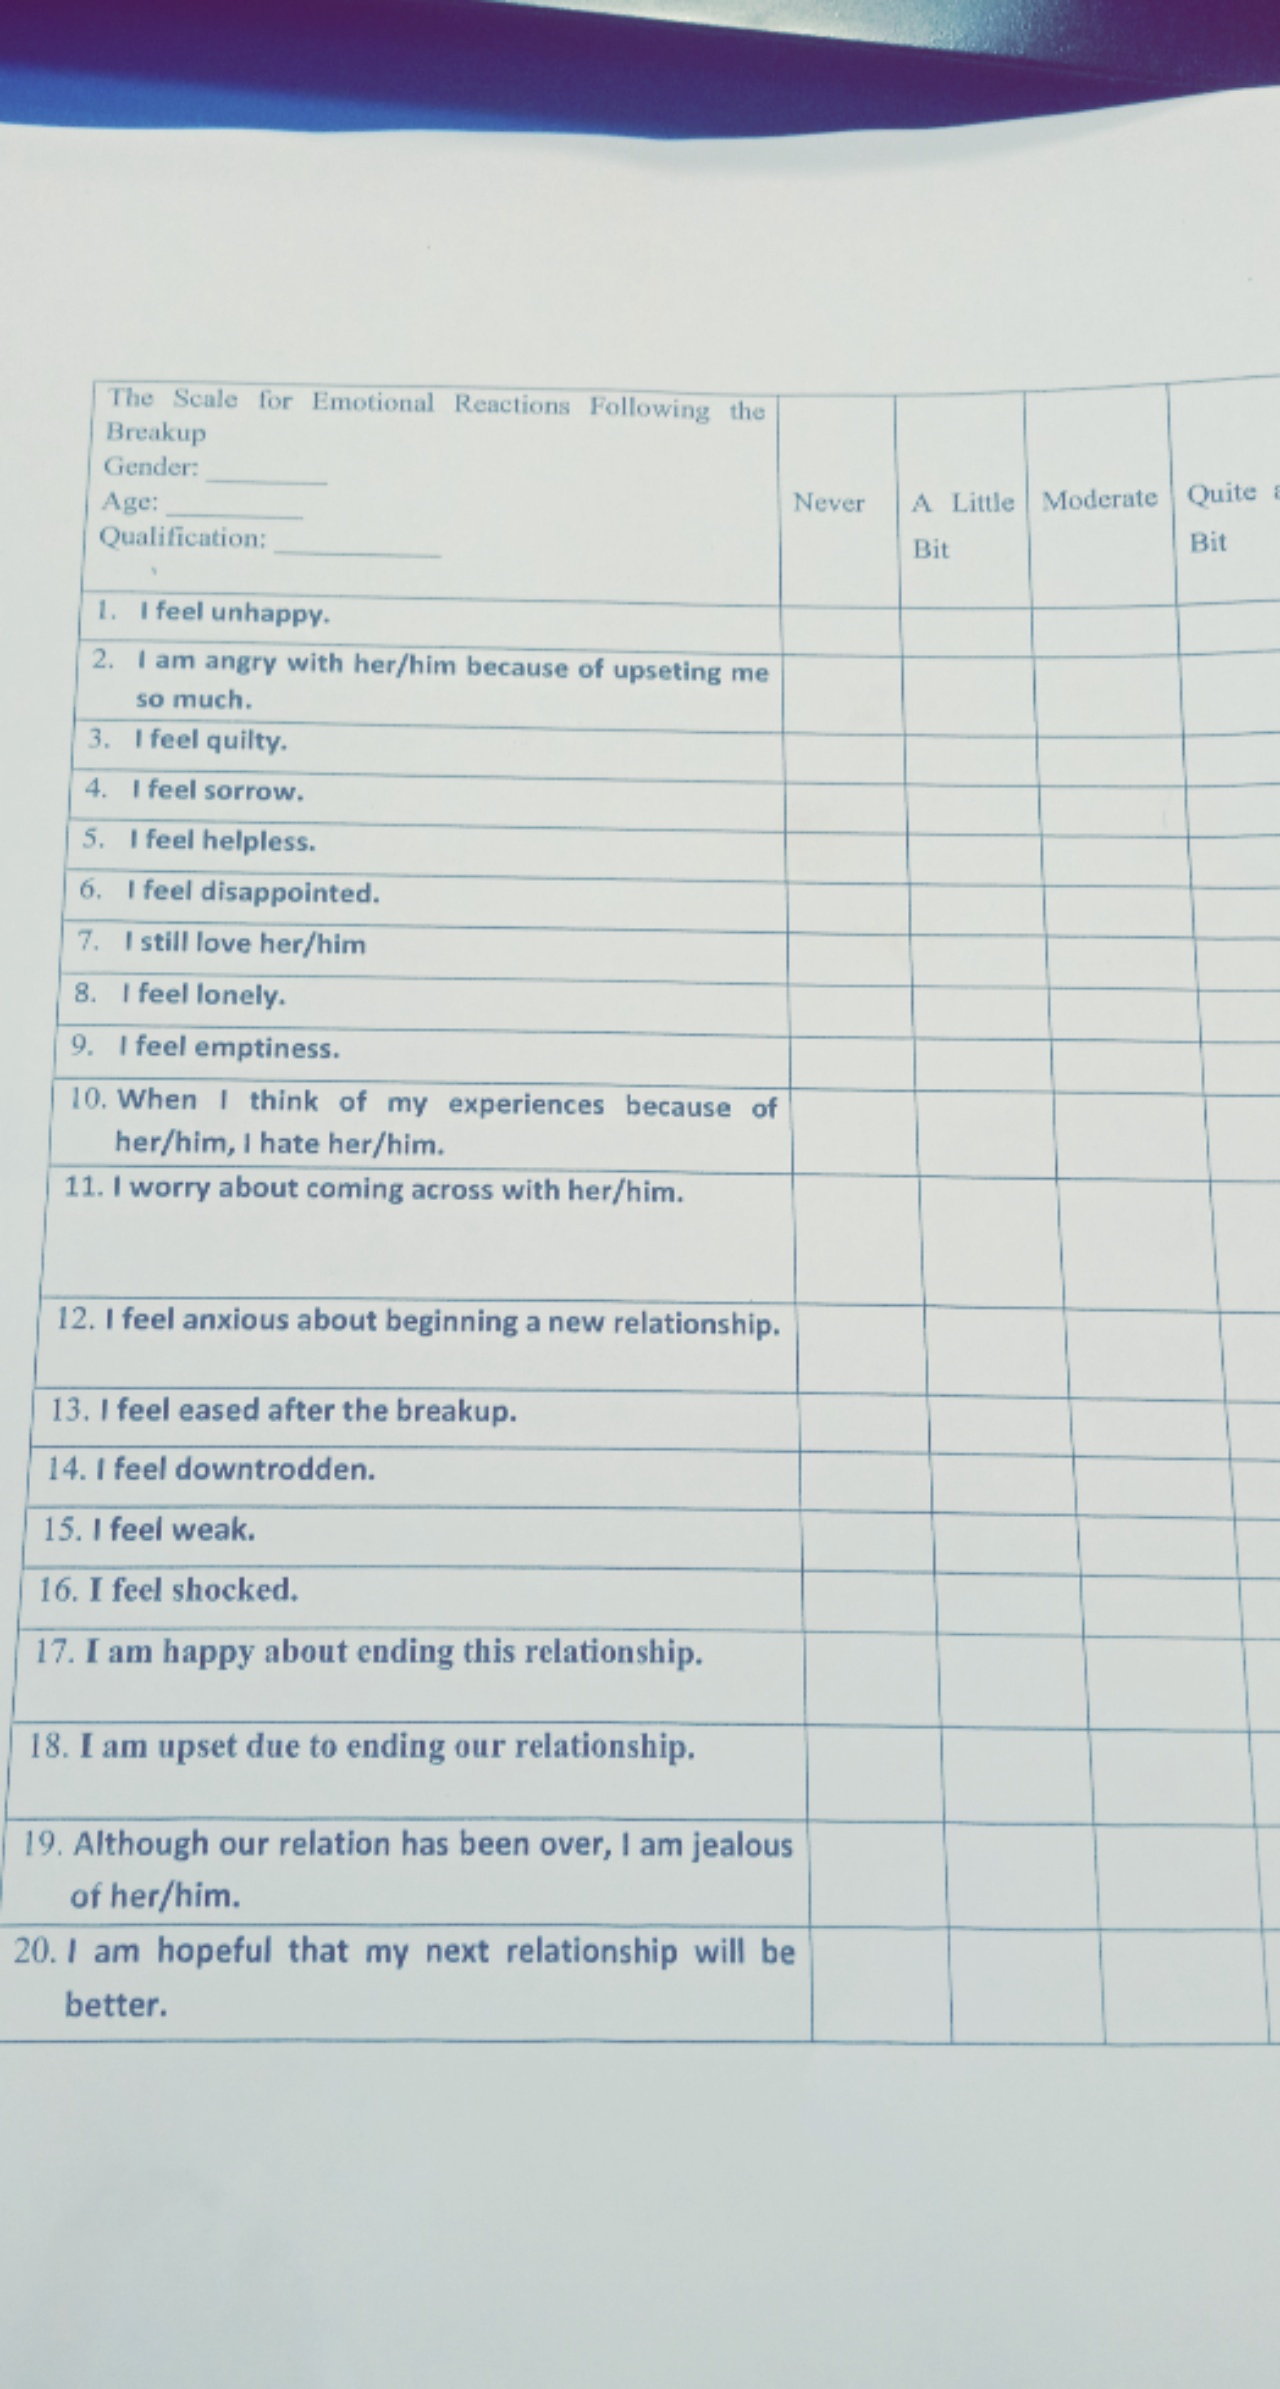 The Scale for Emotional Reactions Following the
Breakup
Gender: ________
Age: ________
Qualification: ________
Never
A Little
Bit
Moderate
Quite a
Bit
1. I feel unhappy.
2. I am angry with her/him because of upseting me
so much.
3. I feel quilty.
4. I feel sorrow.
5. I feel helpless.
6. I feel disappointed.
7. I still love her/him
8. I feel lonely.
9. I feel emptiness.
10. When I think of my experiences because of
her/him, I hate her/him.
11. I worry about coming across with her/him.
12. I feel anxious about beginning a new relationship.
13. I feel eased after the breakup.
14. I feel downtrodden.
15. I feel weak.
16. I feel shocked.
17. I am happy about ending this relationship.
18. I am upset due to ending our relationship.
19. Although our relation has been over, I am jealous
of her/him.
20. I am hopeful that my next relationship will be
better.